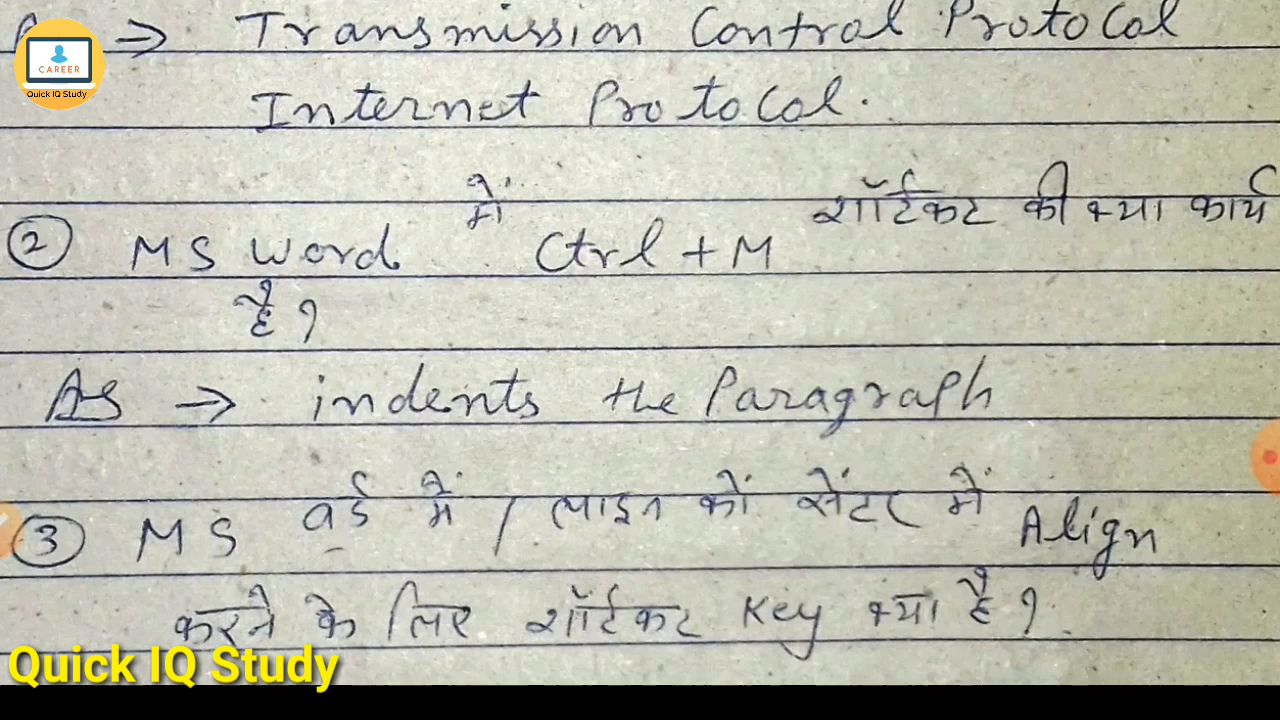 → Transmission Control Protocol
Internet Protocol.
CAREER
Quick IQ Study
② MS Word में Ctrl + M शॉर्टकट की क्या कार्य
है?
As → indents the Paragraph
③ MS वर्ड में / लाइन कों सेंटर में Align
करने के लिए शॉर्टकट Key क्या है?
Quick IQ Study